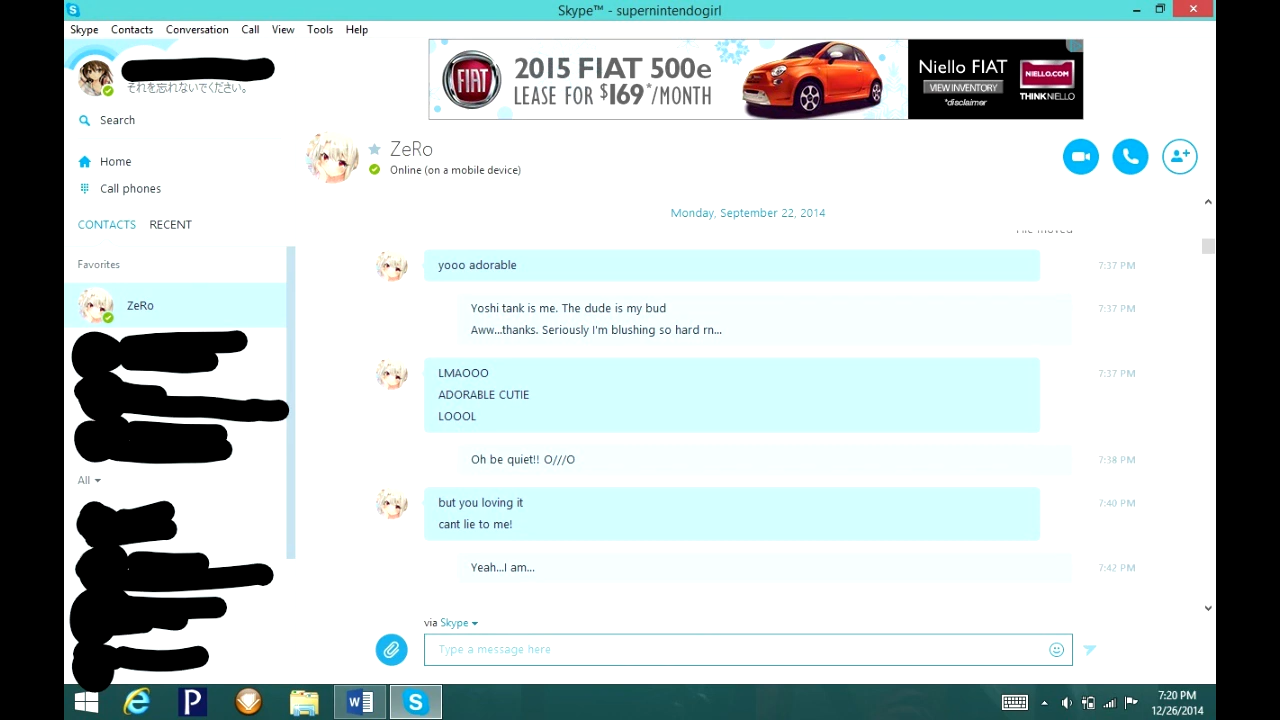 Skype™ - supernintendogirl
Skype Contacts Conversation Call View Tools Help
それを忘れないでください。
Search
Home
Call phones
CONTACTS RECENT
Favorites
ZeRo
All
FIAT
2015 FIAT 500e
LEASE FOR $169*/MONTH
Niello FIAT
VIEW INVENTORY
*disclaimer
NIELLO.COM
THINKNIELLO
ZeRo
Online (on a mobile device)
Monday, September 22, 2014
File moved
yooo adorable
7:37 PM
Yoshi tank is me. The dude is my bud
7:37 PM
Aww...thanks. Seriously I'm blushing so hard rn...
LMAOOO
7:37 PM
ADORABLE CUTIE
LOOOL
Oh be quiet!! O///O
7:38 PM
but you loving it
7:40 PM
cant lie to me!
Yeah...I am...
7:42 PM
via Skype
Type a message here
7:20 PM
12/26/2014